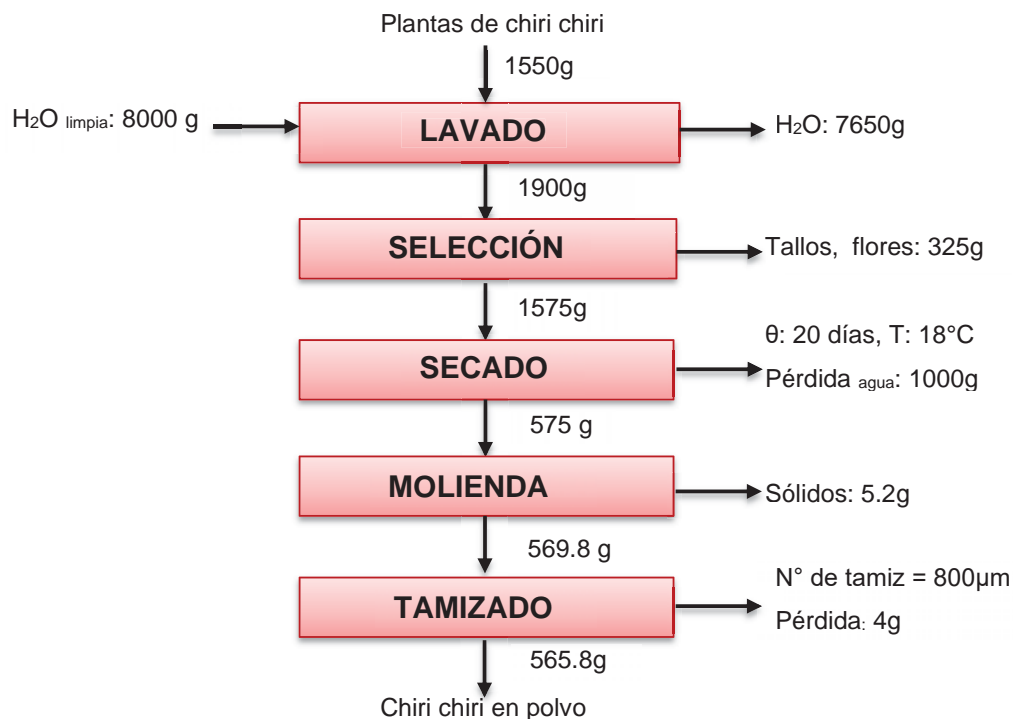 Plantas de chiri chiri
1550g
H₂O limpia: 8000 g
LAVADO
H₂O: 7650g
1900g
SELECCIÓN
Tallos, flores: 325g
1575g
θ: 20 días, T: 18°C
SECADO
Pérdida agua: 1000g
575 g
MOLIENDA
Sólidos: 5.2g
569.8 g
N° de tamiz = 800µm
TAMIZADO
Pérdida: 4g
565.8g
Chiri chiri en polvo